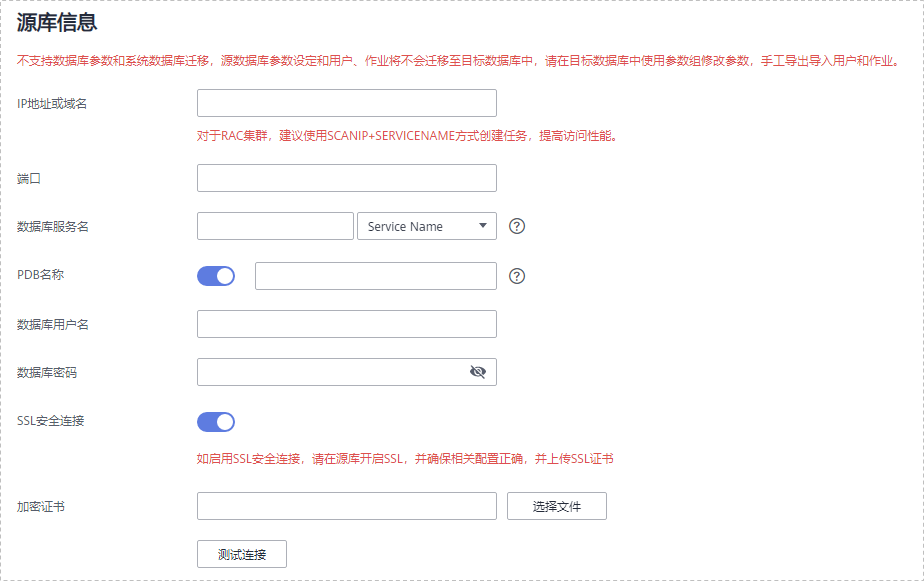 源库信息
不支持数据库参数和系统数据库迁移，源数据库参数设定和用户、作业将不会迁移至目标数据库中，请在目标数据库中使用参数组修改参数，手工导出导入用户和作业。
IP地址或域名
对于RAC集群，建议使用SCANIP+SERVICENAME方式创建任务，提高访问性能。
端口
数据库服务名 Service Name ?
PDB名称 ?
数据库用户名
数据库密码
SSL安全连接
如启用SSL安全连接，请在源库开启SSL，并确保相关配置正确，并上传SSL证书
加密证书 选择文件
测试连接